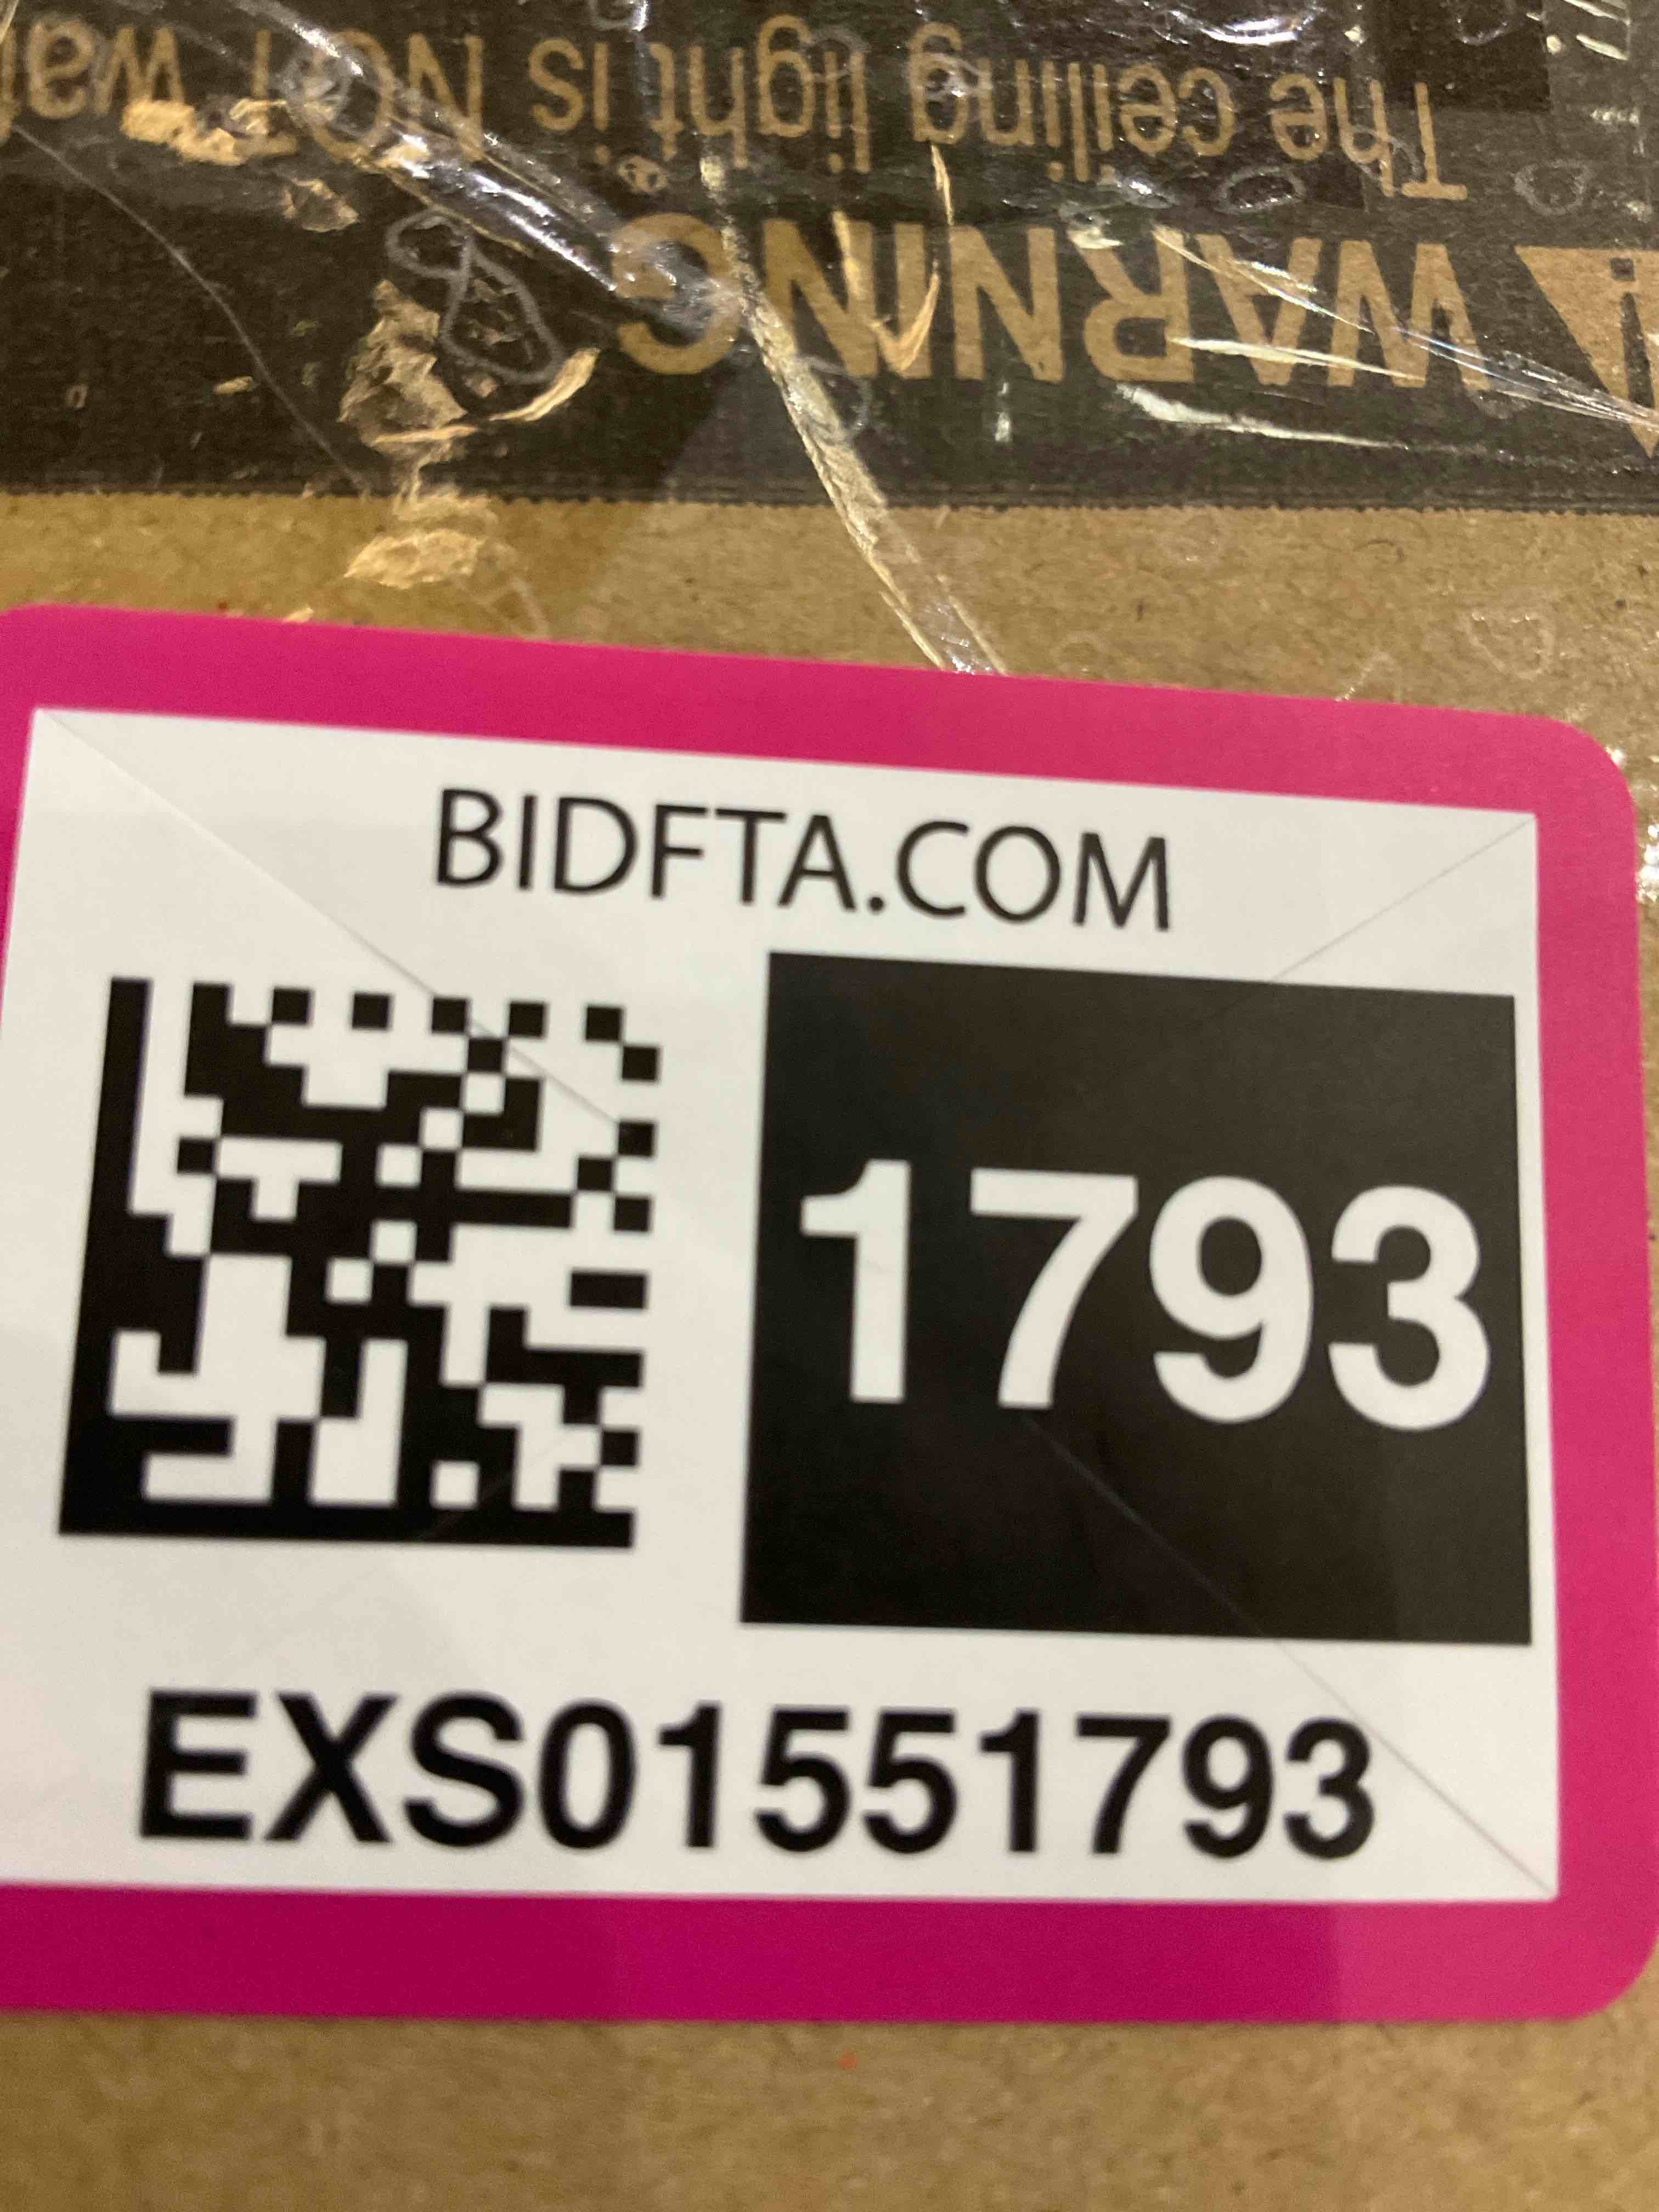 The ceiling light is NOT
WARNING
BIDFTA.COM
1793
EXS01551793